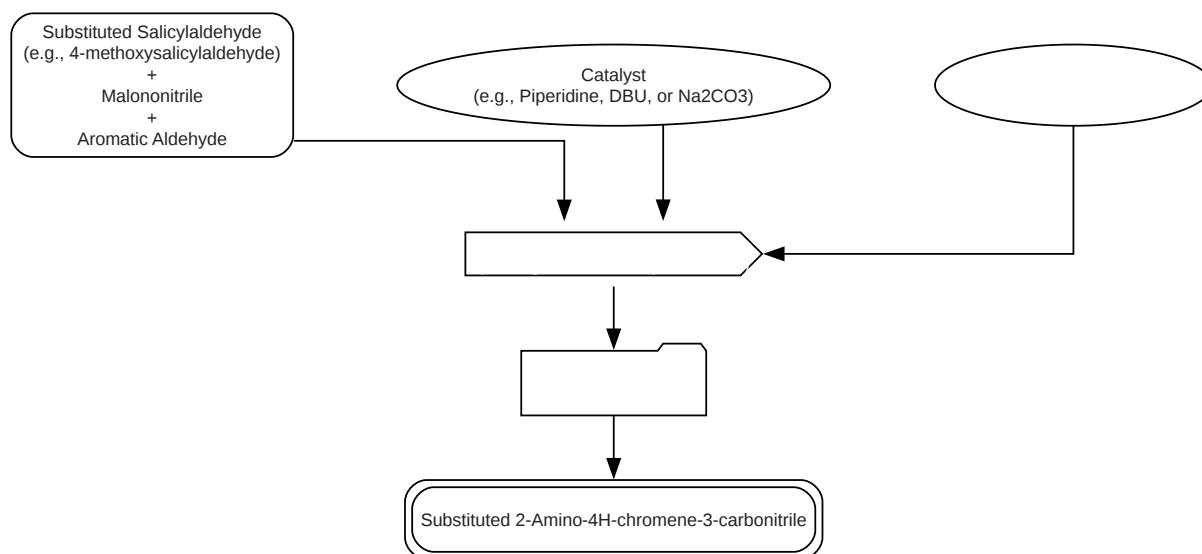 Substituted Salicylaldehyde
(e.g., 4-methoxysalicylaldehyde)
+
Malononitrile
+
Aromatic Aldehyde
Catalyst
(e.g., Piperidine, DBU, or Na2CO3)
Substituted 2-Amino-4H-chromene-3-carbonitrile